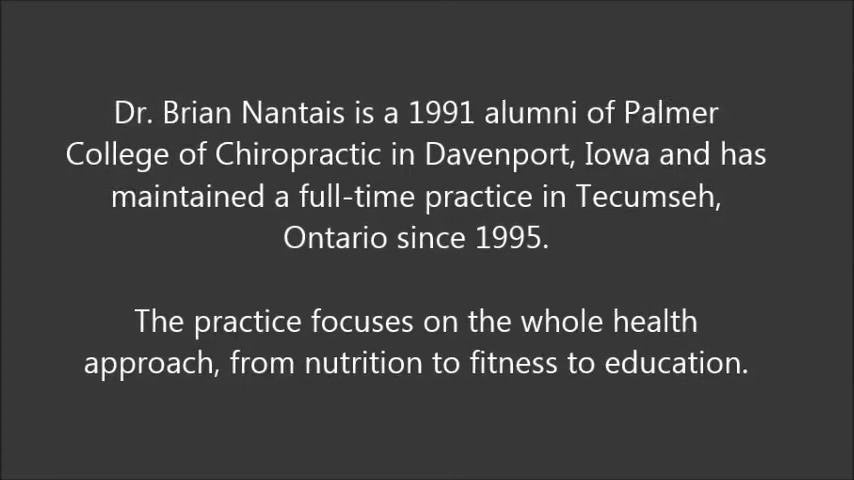 Dr. Brian Nantais is a 1991 alumni of Palmer
College of Chiropractic in Davenport, Iowa and has
maintained a full-time practice in Tecumseh,
Ontario since 1995.
The practice focuses on the whole health
approach, from nutrition to fitness to education.